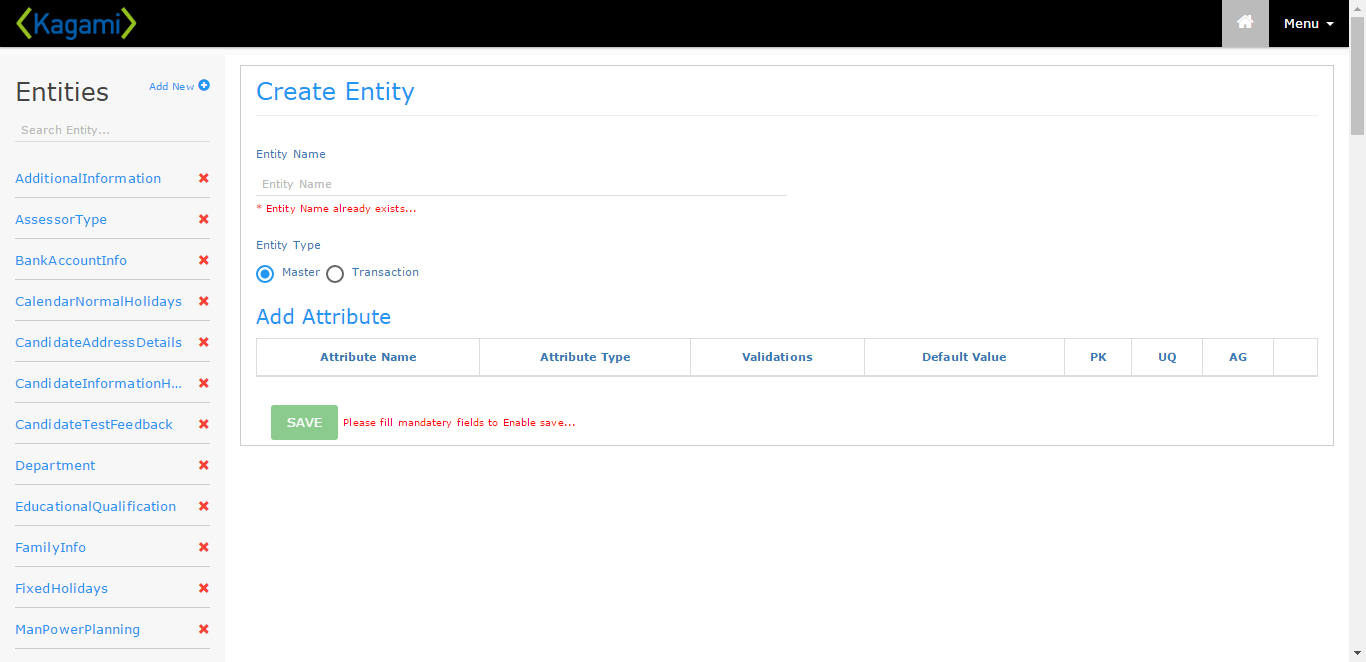 Kagami
Menu
Entities
Add New
Search Entity...
AdditionalInformation
AssessorType
BankAccountInfo
CalendarNormalHolidays
CandidateAddressDetails
CandidateInformationH...
CandidateTestFeedback
Department
EducationalQualification
FamilyInfo
FixedHolidays
ManPowerPlanning
Create Entity
Entity Name
Entity Name
* Entity Name already exists...
Entity Type
Master Transaction
Add Attribute
Attribute Name Attribute Type Validations Default Value PK UQ AG
SAVE Please fill mandatery fields to Enable save...